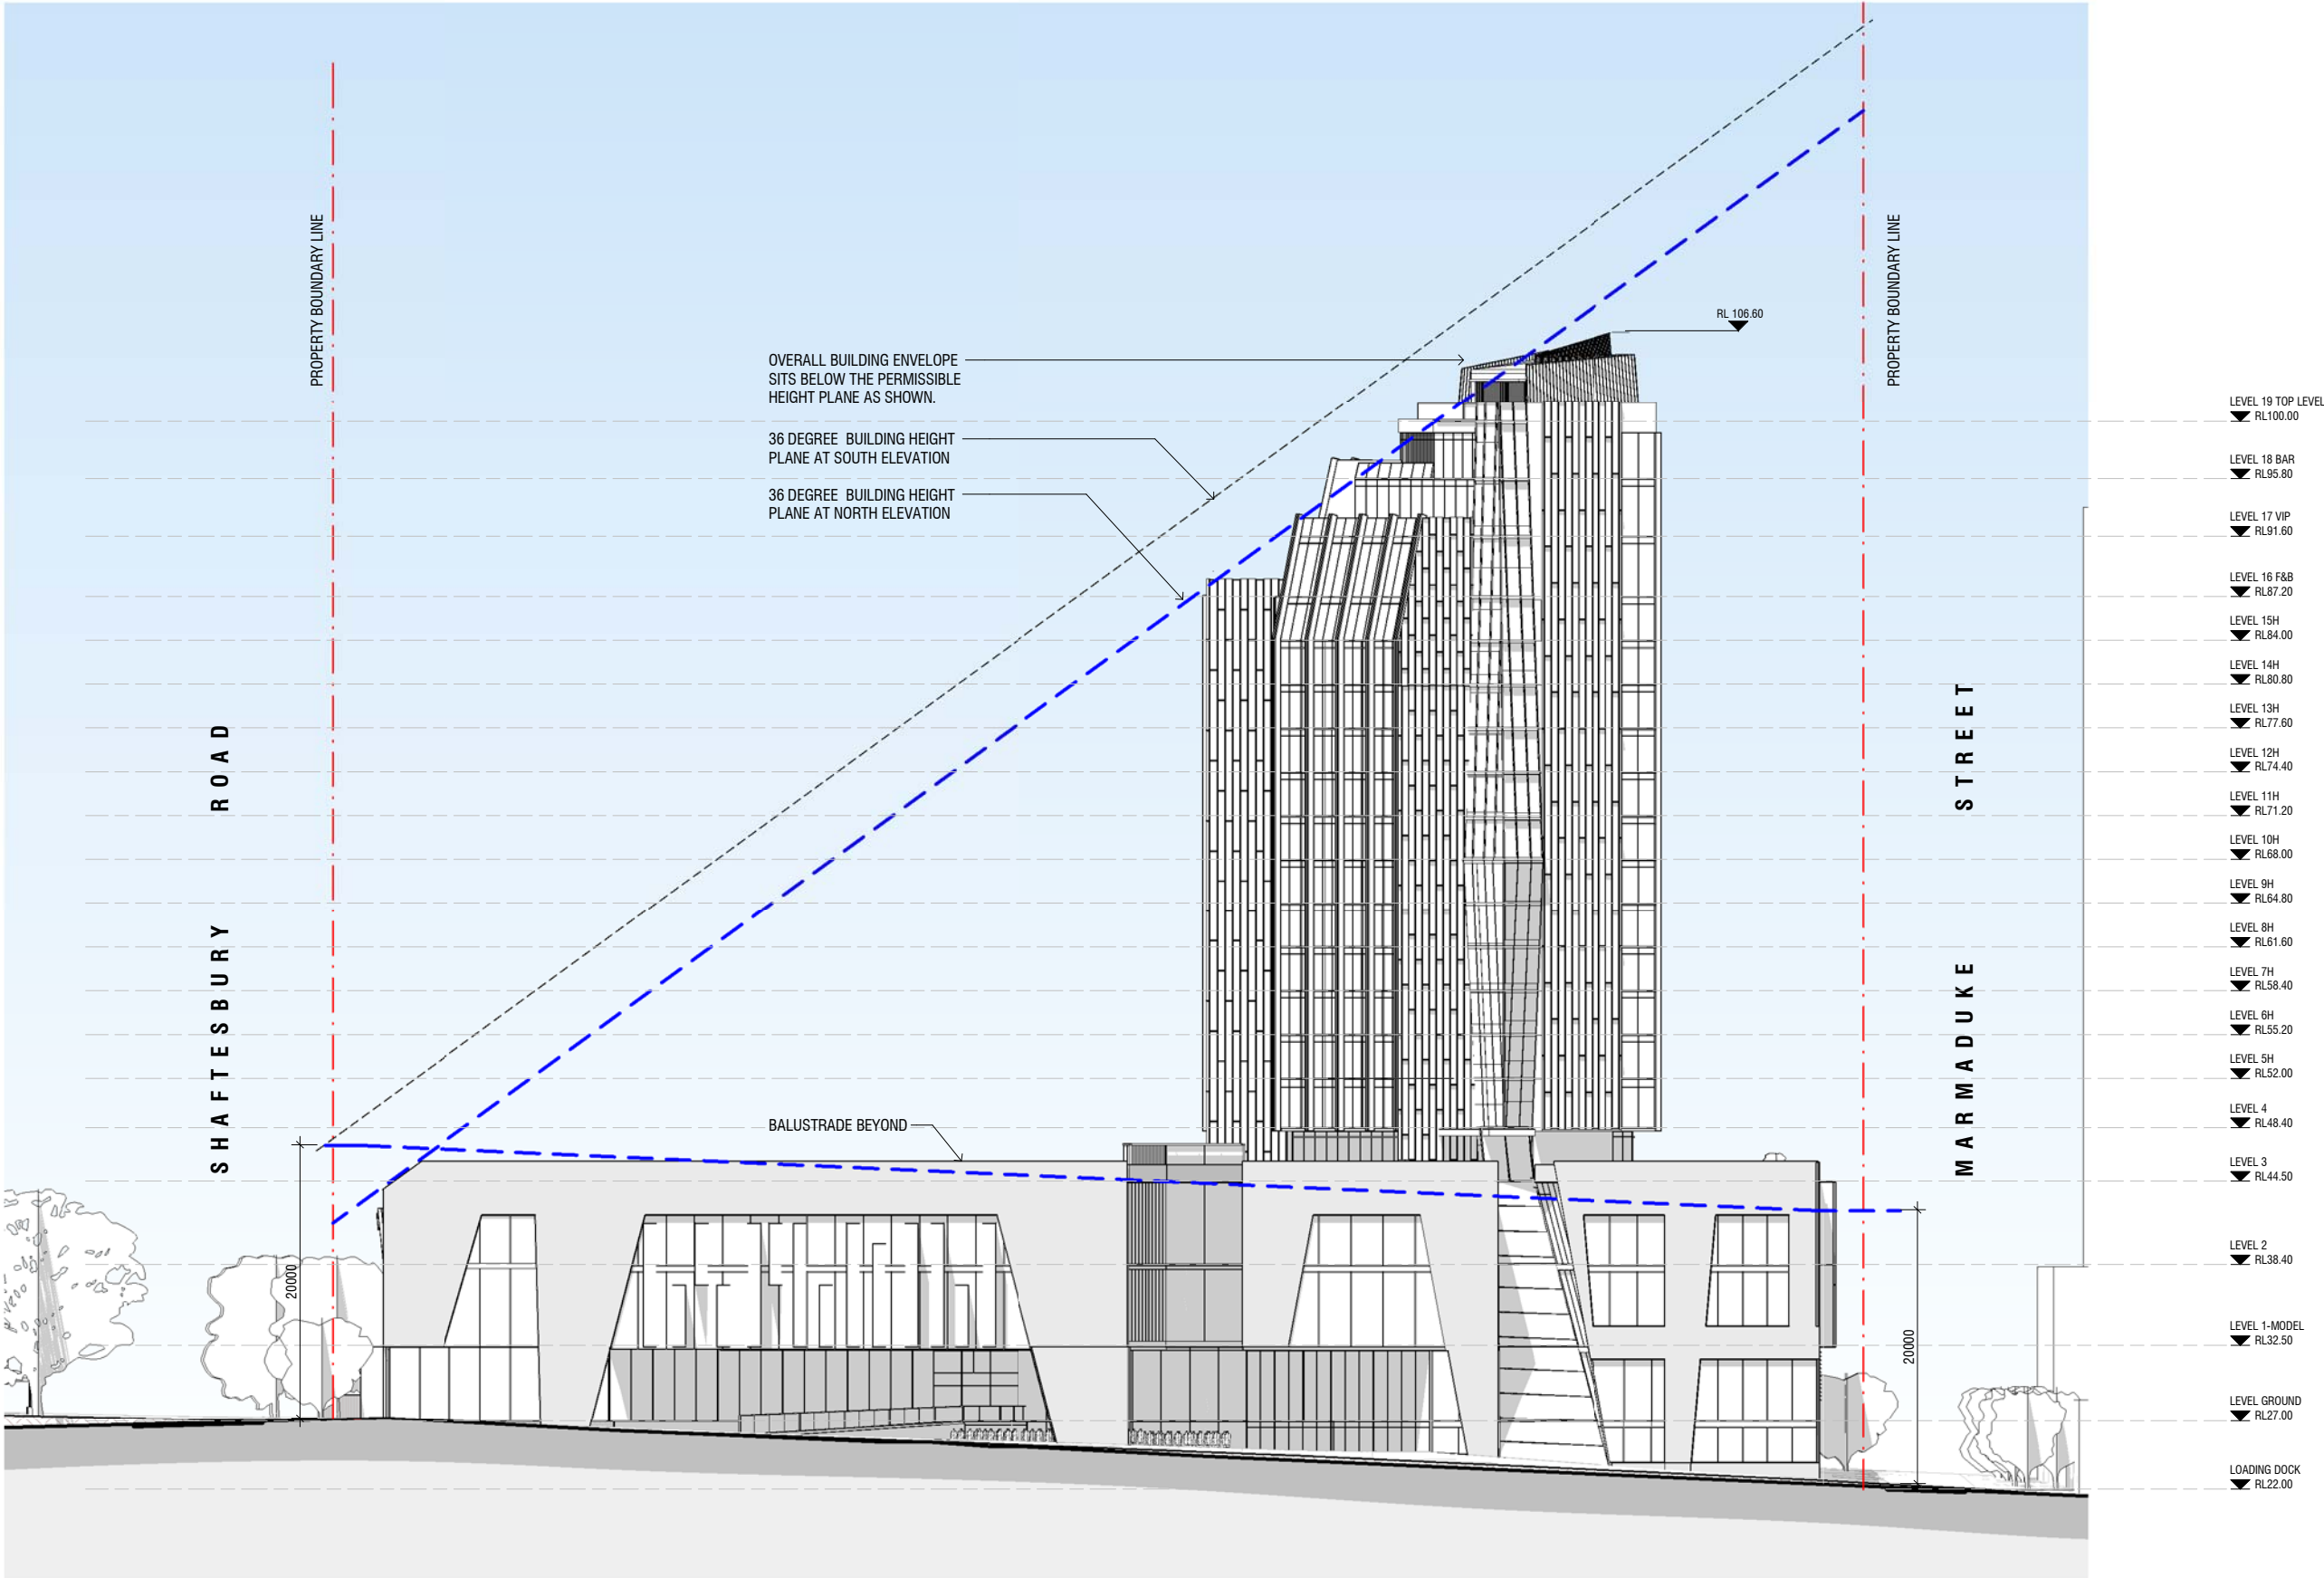 PROPERTY BOUNDARY LINE
PROPERTY BOUNDARY LINE
RL 106.60
OVERALL BUILDING ENVELOPE
SITS BELOW THE PERMISSIBLE
HEIGHT PLANE AS SHOWN.
36 DEGREE BUILDING HEIGHT
PLANE AT SOUTH ELEVATION
36 DEGREE BUILDING HEIGHT
PLANE AT NORTH ELEVATION
BALUSTRADE BEYOND
SHAFTESBURY ROAD
MARMADUKE STREET
20000
20000
LEVEL 19 TOP LEVEL
RL100.00
LEVEL 18 BAR
RL95.80
LEVEL 17 VIP
RL91.60
LEVEL 16 F&B
RL87.20
LEVEL 15H
RL84.00
LEVEL 14H
RL80.80
LEVEL 13H
RL77.60
LEVEL 12H
RL74.40
LEVEL 11H
RL71.20
LEVEL 10H
RL68.00
LEVEL 9H
RL64.80
LEVEL 8H
RL61.60
LEVEL 7H
RL58.40
LEVEL 6H
RL55.20
LEVEL 5H
RL52.00
LEVEL 4
RL48.40
LEVEL 3
RL44.50
LEVEL 2
RL38.40
LEVEL 1-MODEL
RL32.50
LEVEL GROUND
RL27.00
LOADING DOCK
RL22.00